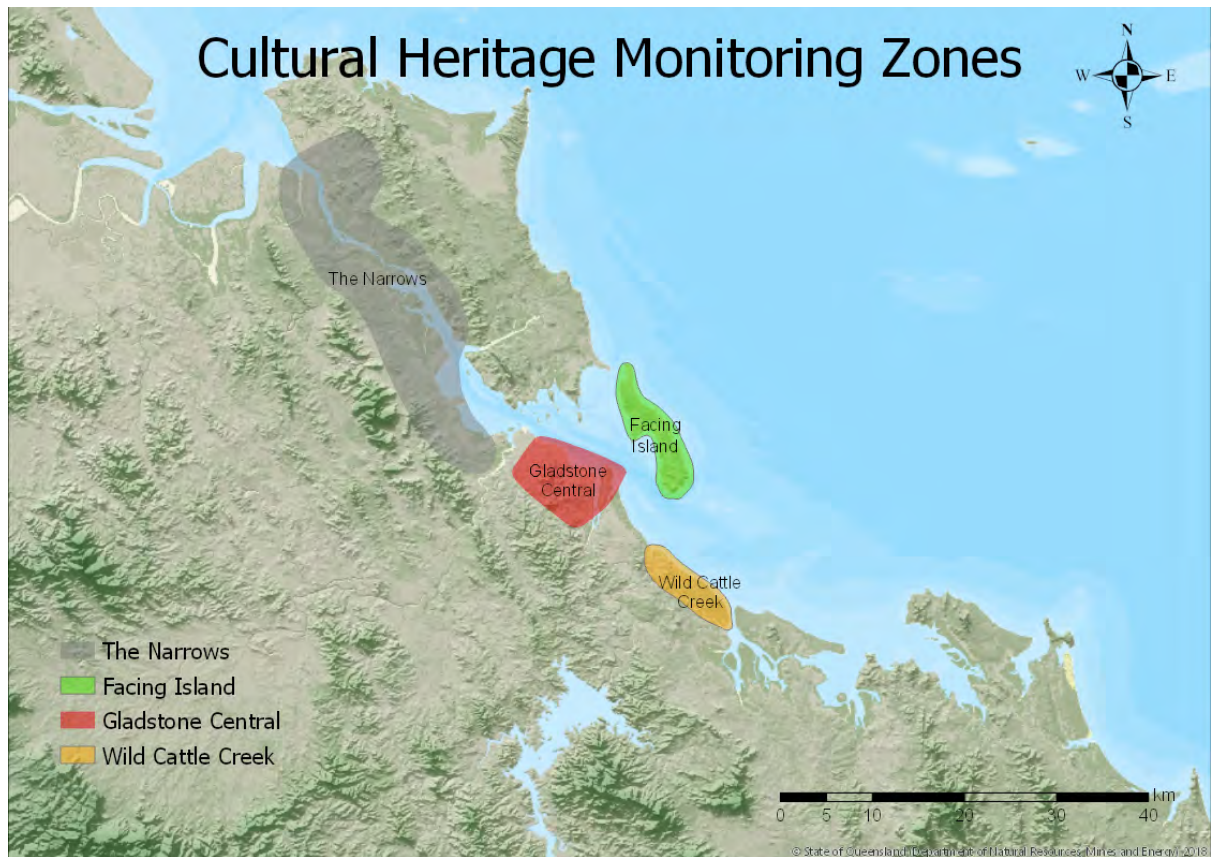 Cultural Heritage Monitoring Zones
N
W
E
S
The Narrows
Facing
Island
Gladstone
Central
Wild Cattle
Creek
The Narrows
Facing Island
Gladstone Central
Wild Cattle Creek
km
0 5 10 20 30 40
© State of Queensland, Department of Natural Resources, Mines and Energy, 2018